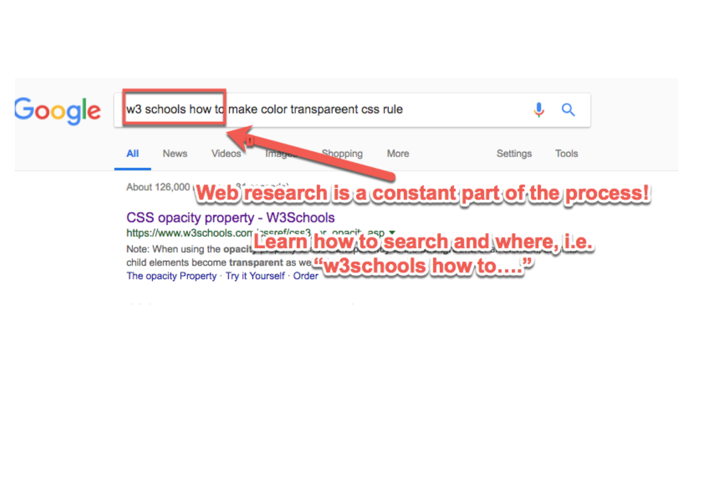 Google
w3 schools how to make color transpareent css rule
All News Videos Images Shopping More Settings Tools
About 126,000
Web research is a constant part of the process!
CSS opacity property - W3Schools
https://www.w3schools.com/cssref/css3_pr_opacity.asp
Learn how to search and where, i.e.
Note: When using the opacity
child elements become transparent as we
“w3schools how to….”
The opacity Property · Try it Yourself · Order